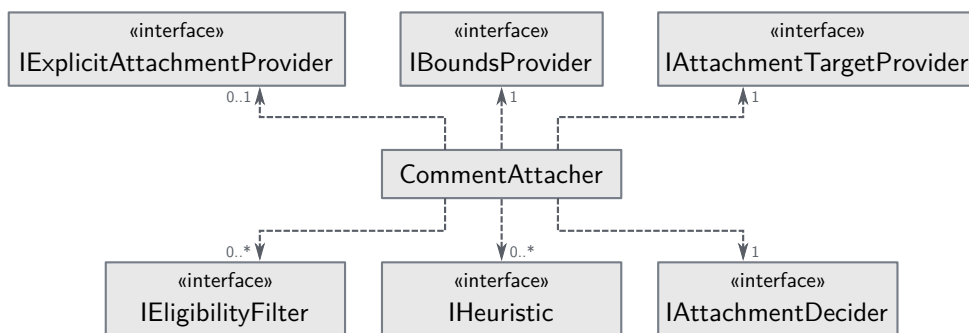 «interface» «interface» «interface»
IExplicitAttachmentProvider IBoundsProvider IAttachmentTargetProvider
0..1 1 1
CommentAttacher
0..* 0..* 1
«interface» «interface» «interface»
IEligibilityFilter IHeuristic IAttachmentDecider